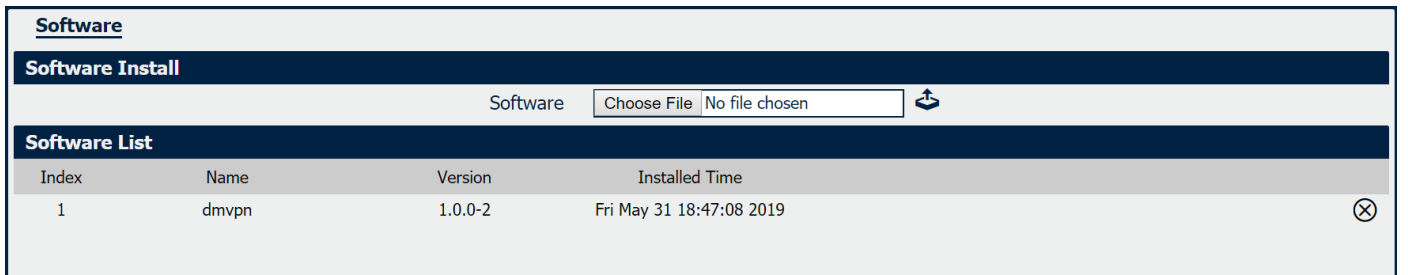 Software
Software Install
Software Choose File No file chosen
Software List
Index Name Version Installed Time
1 dmvpn 1.0.0-2 Fri May 31 18:47:08 2019